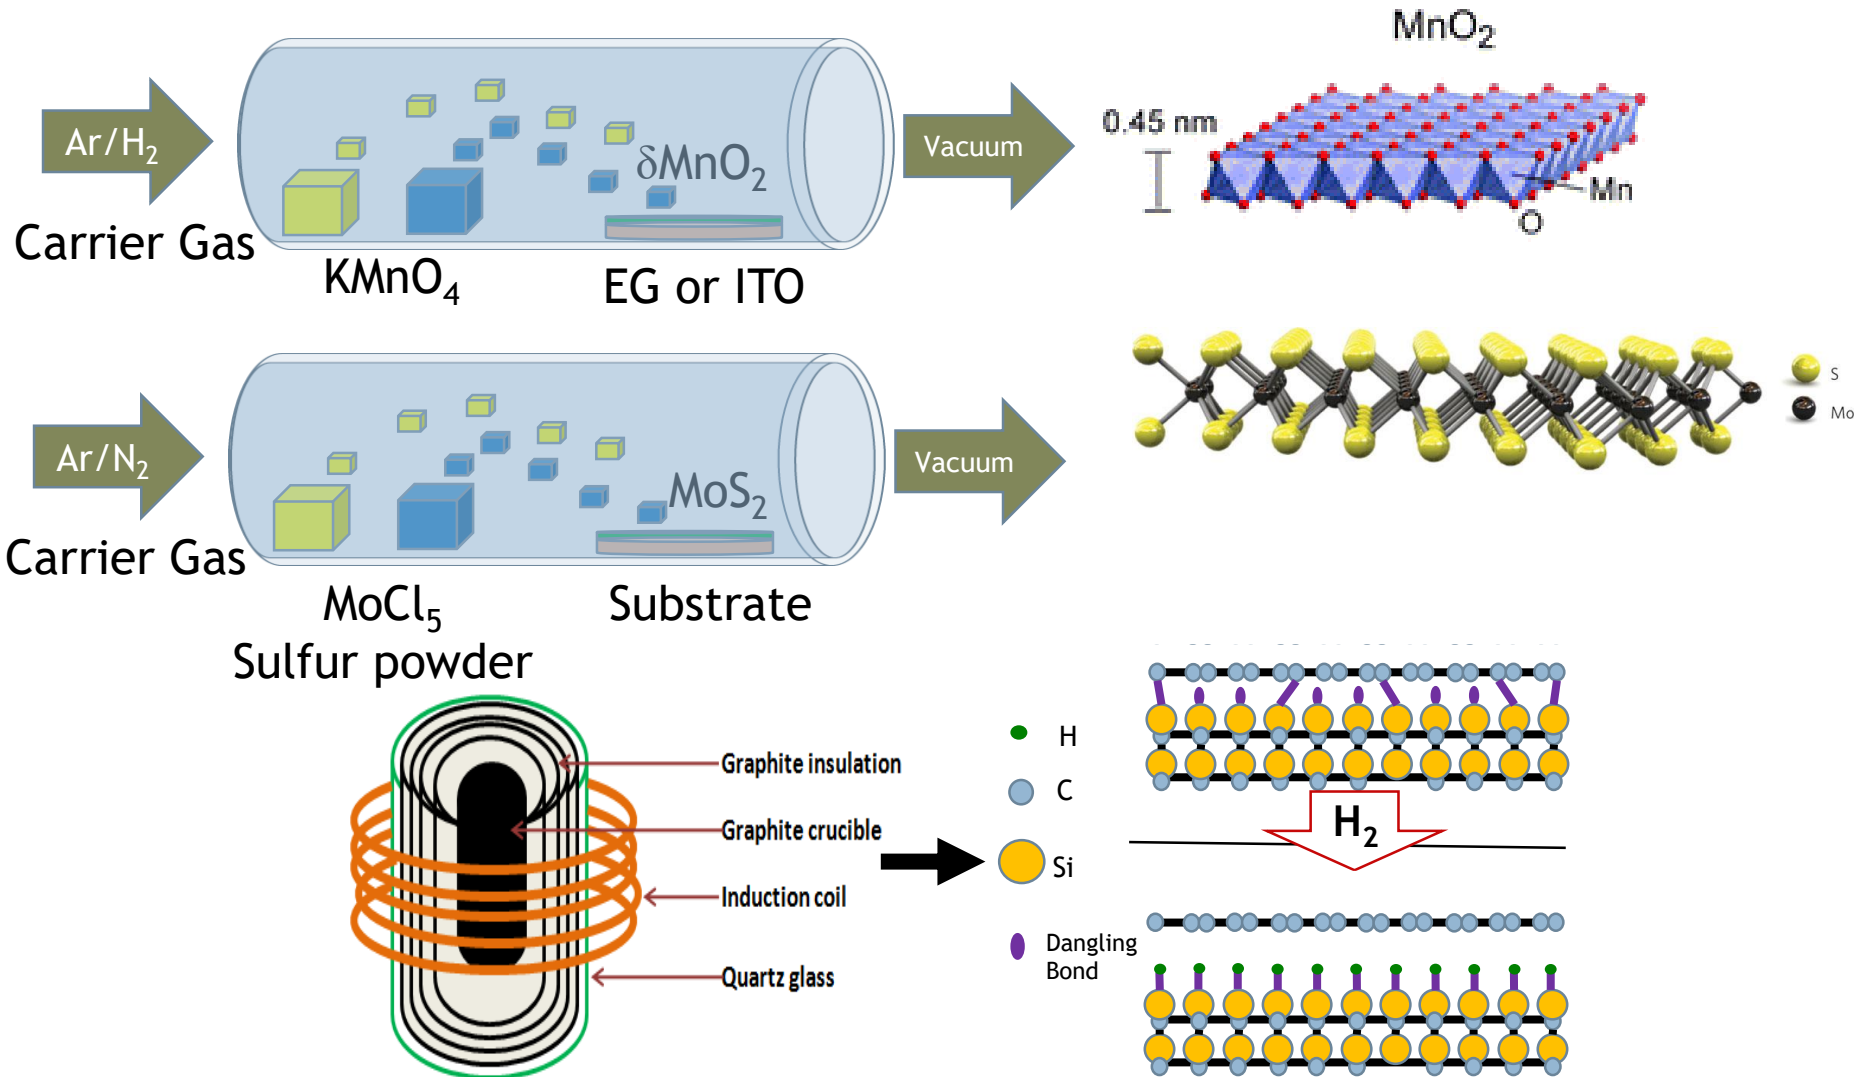 MnO₂
Ar/H₂
Vacuum
0.45 nm
δMnO₂
Mn
O
Carrier Gas
KMnO₄
EG or ITO
S
Mo
Ar/N₂
Vacuum
MoS₂
Carrier Gas
MoCl₅
Substrate
Sulfur powder
Graphite insulation
Graphite crucible
Induction coil
Quartz glass
H
C
Si
Dangling
Bond
H₂